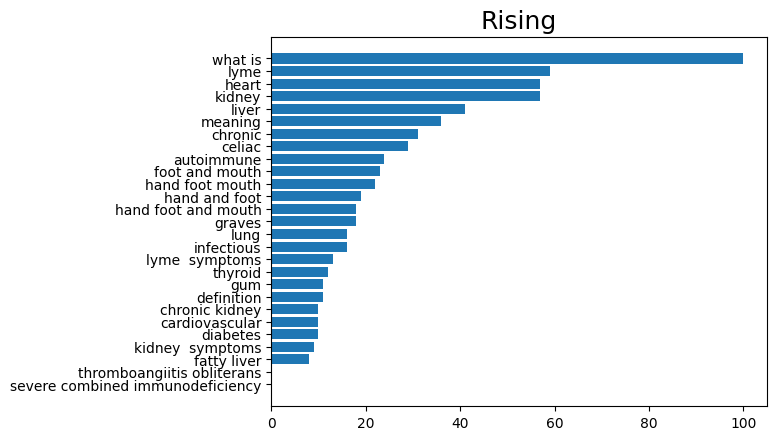 Rising
what is
lyme
heart
kidney
liver
meaning
chronic
celiac
autoimmune
foot and mouth
hand foot mouth
hand and foot
hand foot and mouth
graves
lung
infectious
lyme  symptoms
thyroid
gum
definition
chronic kidney
cardiovascular
diabetes
kidney  symptoms
fatty liver
thromboangiitis obliterans
severe combined immunodeficiency
0 20 40 60 80 100